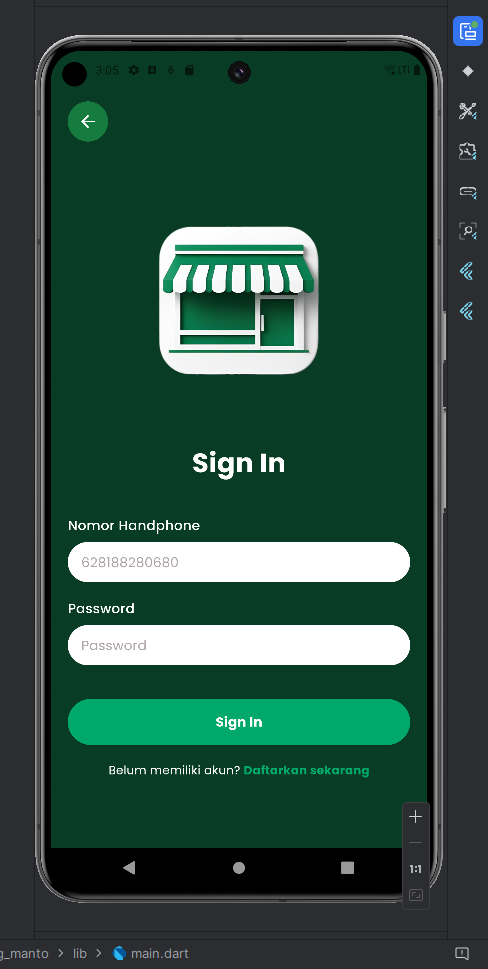 3:05 LTE
Sign In
Nomor Handphone
628188280680
Password
Password
Sign In
Belum memiliki akun? Daftarkan sekarang
1:1
g_manto > lib > main.dart